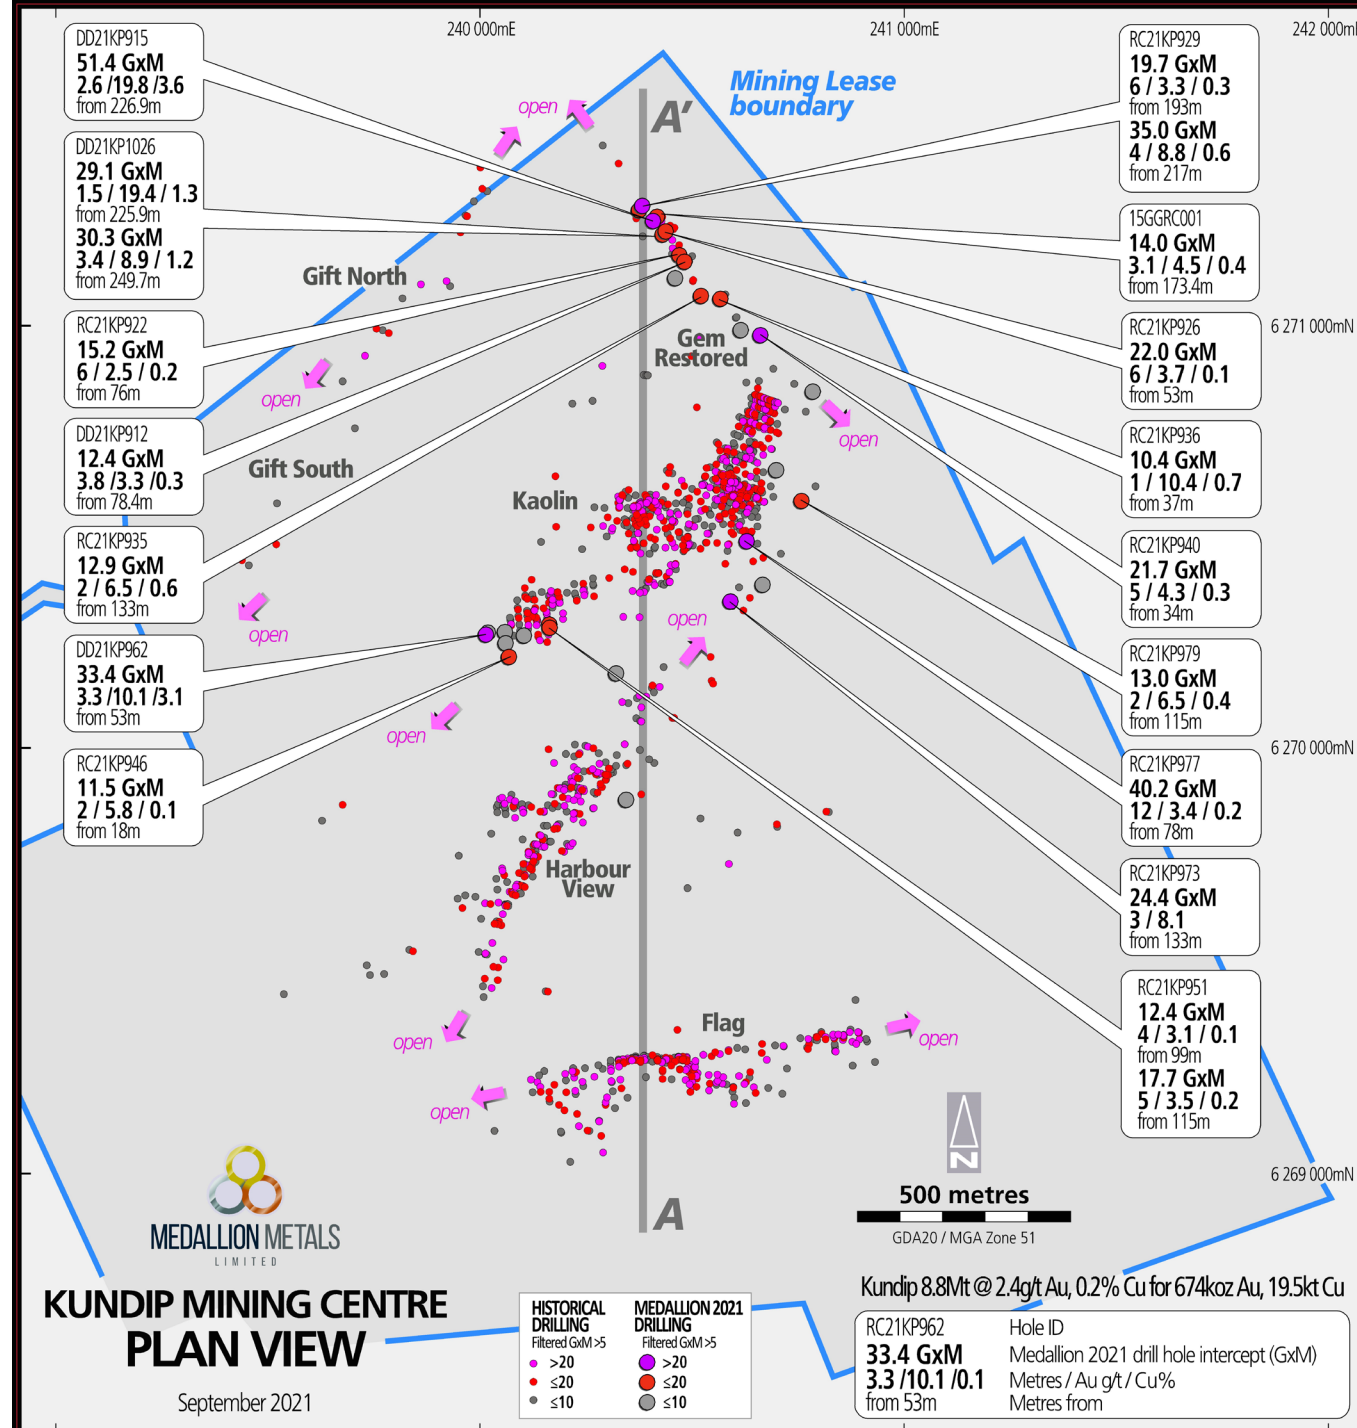 240 000mE
241 000mE
242 000mE
DD21KP915
51.4 GxM
2.6 /19.8 /3.6
from 226.9m
DD21KP1026
29.1 GxM
1.5 / 19.4 / 1.3
from 225.9m
30.3 GxM
3.4 / 8.9 / 1.2
from 249.7m
RC21KP922
15.2 GxM
6 / 2.5 / 0.2
from 76m
DD21KP912
12.4 GxM
3.8 /3.3 /0.3
from 78.4m
RC21KP935
12.9 GxM
2 / 6.5 / 0.6
from 133m
DD21KP962
33.4 GxM
3.3 /10.1 /3.1
from 53m
RC21KP946
11.5 GxM
2 / 5.8 / 0.1
from 18m
open
A'
Mining Lease
boundary
Gift North
Gem
Restored
open
open
Gift South
Kaolin
open
open
open
Harbour
View
open
Flag
open
open
A
RC21KP929
19.7 GxM
6 / 3.3 / 0.3
from 193m
35.0 GxM
4 / 8.8 / 0.6
from 217m
15GGRC001
14.0 GxM
3.1 / 4.5 / 0.4
from 173.4m
RC21KP926
22.0 GxM
6 / 3.7 / 0.1
from 53m
RC21KP936
10.4 GxM
1 / 10.4 / 0.7
from 37m
RC21KP940
21.7 GxM
5 / 4.3 / 0.3
from 34m
RC21KP979
13.0 GxM
2 / 6.5 / 0.4
from 115m
RC21KP977
40.2 GxM
12 / 3.4 / 0.2
from 78m
RC21KP973
24.4 GxM
3 / 8.1
from 133m
RC21KP951
12.4 GxM
4 / 3.1 / 0.1
from 99m
17.7 GxM
5 / 3.5 / 0.2
from 115m
6 271 000mN
6 270 000mN
6 269 000mN
N
500 metres
GDA20 / MGA Zone 51
MEDALLION METALS
LIMITED
KUNDIP MINING CENTRE
PLAN VIEW
September 2021
HISTORICAL
DRILLING
Filtered GxM >5
>20
≤20
≤10
MEDALLION 2021
DRILLING
Filtered GxM >5
>20
≤20
≤10
Kundip 8.8Mt @ 2.4g/t Au, 0.2% Cu for 674koz Au, 19.5kt Cu
RC21KP962 Hole ID
33.4 GxM Medallion 2021 drill hole intercept (GxM)
3.3 /10.1 /0.1 Metres / Au g/t / Cu%
from 53m Metres from